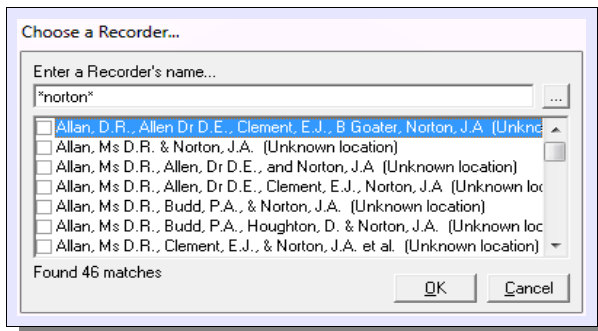 Choose a Recorder...
Enter a Recorder's name...
*norton*
...
Allan, D.R., Allen Dr D.E., Clement, E.J., B Goater, Norton, J.A (Unknc
Allan, Ms D.R. & Norton, J.A. (Unknown location)
Allan, Ms D.R., Allen, Dr D.E., and Norton, J.A (Unknown location)
Allan, Ms D.R., Allen, Dr D.E., Clement, E.J., Norton, J.A (Unknown loc
Allan, Ms D.R., Budd, P.A., & Norton, J.A. (Unknown location)
Allan, Ms D.R., Budd, P.A., Houghton, D. & Norton, J.A. (Unknown loc
Allan, Ms D.R., Clement, E.J., & Norton, J.A. et al. (Unknown location)
Found 46 matches
OK
Cancel